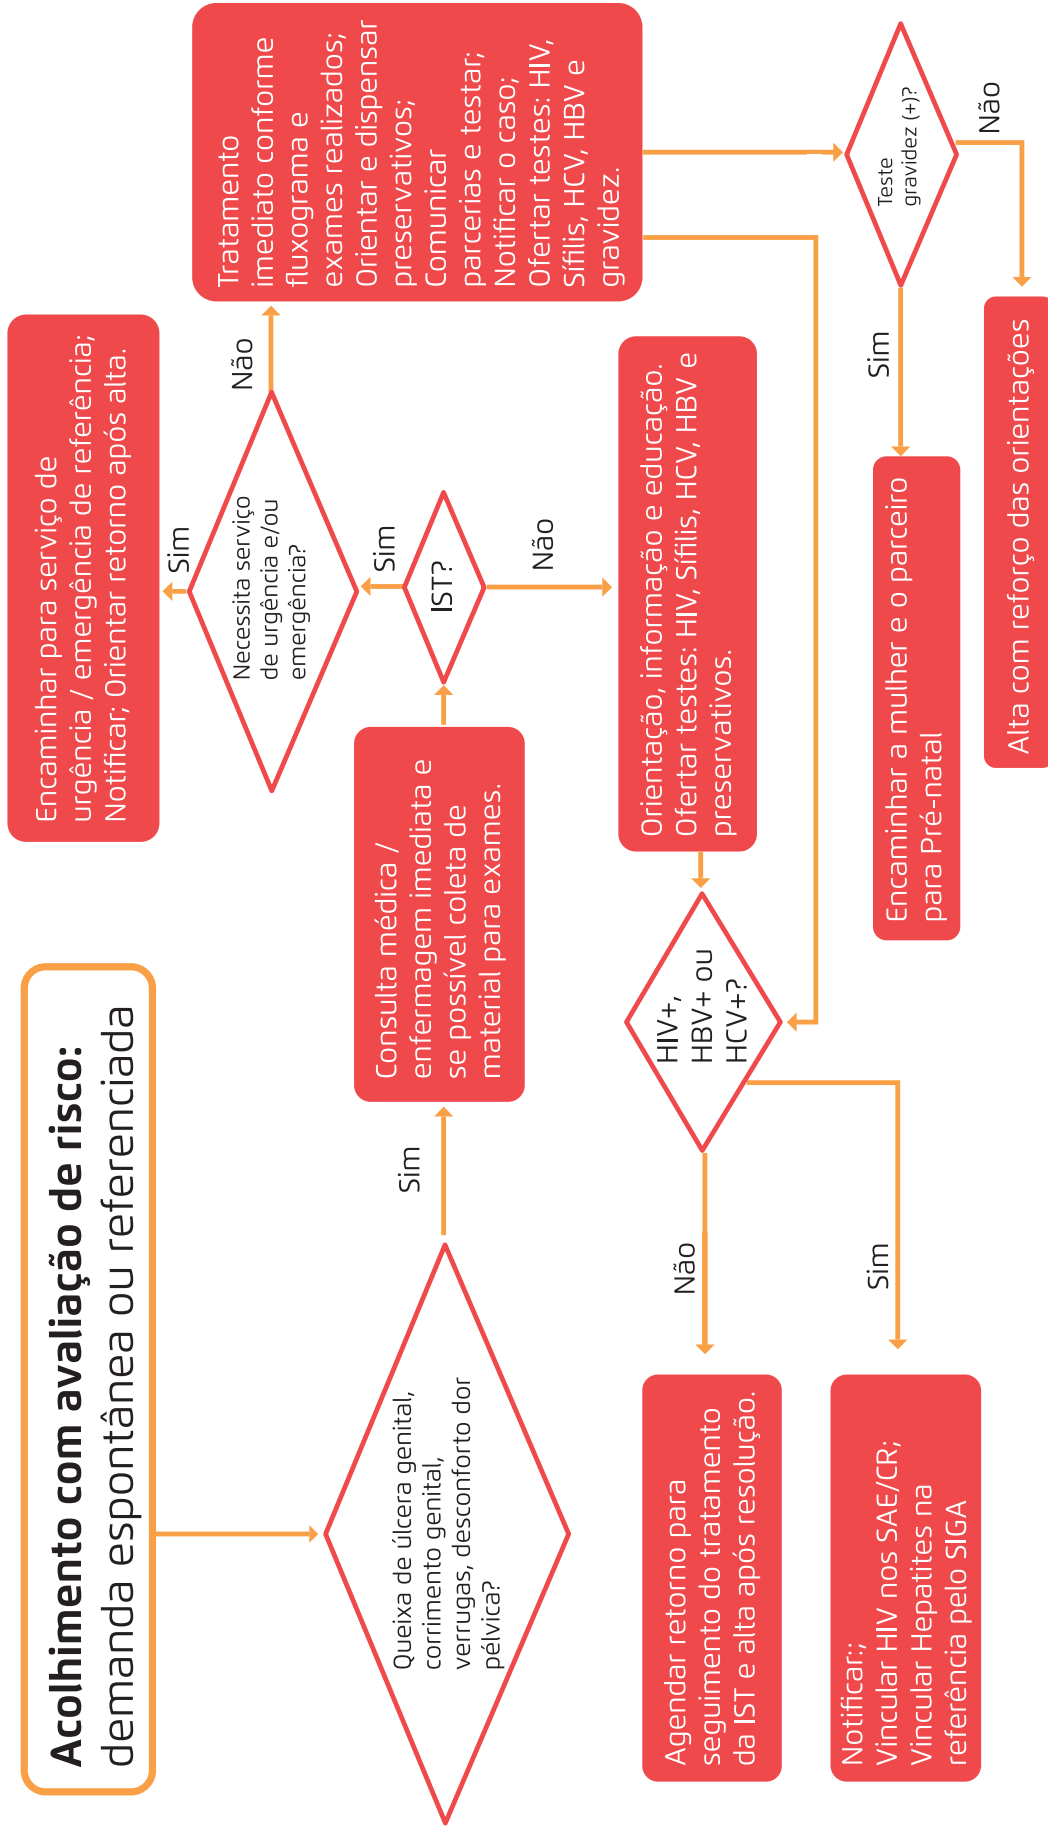 Acolhimento com avaliação de risco:
demanda espontânea ou referenciada
Queixa de úlcera genital,
corrimento genital,
verrugas, desconforto dor
pélvica?
Sim
Consulta médica /
enfermagem imediata e
se possível coleta de
material para exames.
IST?
Sim
Necessita serviço
de urgência e/ou
emergência?
Sim
Encaminhar para serviço de
urgência / emergência de referência;
Notificar; Orientar retorno após alta.
Não
Tratamento
imediato conforme
fluxograma e
exames realizados;
Orientar e dispensar
preservativos;
Comunicar
parcerias e testar;
Notificar o caso;
Ofertar testes: HIV,
Sífilis, HCV, HBV e
gravidez.
Não
Orientação, informação e educação.
Ofertar testes: HIV, Sífilis, HCV, HBV e
preservativos.
HIV+,
HBV+ ou
HCV+?
Não
Agendar retorno para
seguimento do tratamento
da IST e alta após resolução.
Sim
Notificar:;
Vincular HIV nos SAE/CR;
Vincular Hepatites na
referência pelo SIGA
Teste
gravidez (+)?
Sim
Encaminhar a mulher e o parceiro
para Pré-natal
Não
Alta com reforço das orientações